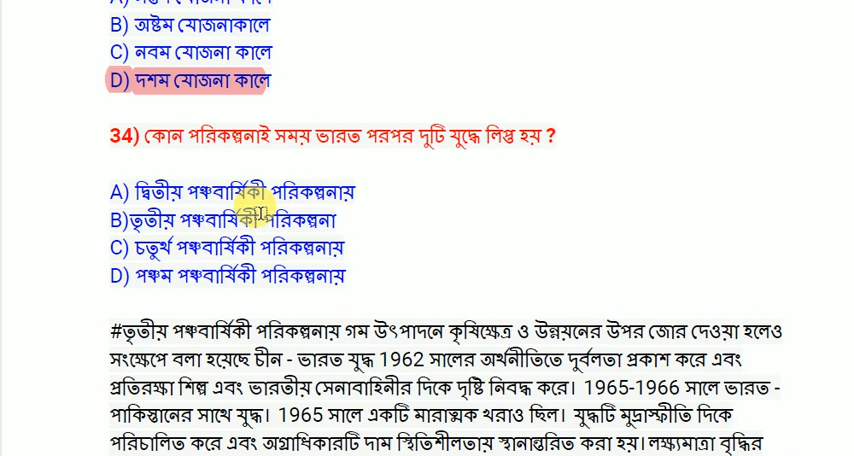 B) অষ্টম যোজনাকালে
C) নবম যোজনা কালে
D) দশম যোজনা কালে
34) কোন পরিকল্পনাই সময় ভারত পরপর দুটি যুদ্ধে লিপ্ত হয় ?
A) দ্বিতীয় পঞ্চবার্ষিকী পরিকল্পনায়
B)তৃতীয় পঞ্চবার্ষিকী পরিকল্পনা
C) চতুর্থ পঞ্চবার্ষিকী পরিকল্পনায়
D) পঞ্চম পঞ্চবার্ষিকী পরিকল্পনায়
#তৃতীয় পঞ্চবার্ষিকী পরিকল্পনায় গম উৎপাদনে কৃষিক্ষেত্র ও উন্নয়নের উপর জোর দেওয়া হলেও
সংক্ষেপে বলা হয়েছে চীন - ভারত যুদ্ধ 1962 সালের অর্থনীতিতে দুর্বলতা প্রকাশ করে এবং
প্রতিরক্ষা শিল্প এবং ভারতীয় সেনাবাহিনীর দিকে দৃষ্টি নিবদ্ধ করে। 1965-1966 সালে ভারত -
পাকিস্তানের সাথে যুদ্ধ। 1965 সালে একটি মারাত্মক খরাও ছিল। যুদ্ধটি মুদ্রাস্ফীতি দিকে
পরিচালিত করে এবং অগ্রাধিকারটি দাম স্থিতিশীলতায় স্থানান্তরিত করা হয়। লক্ষ্যমাত্রা বৃদ্ধির